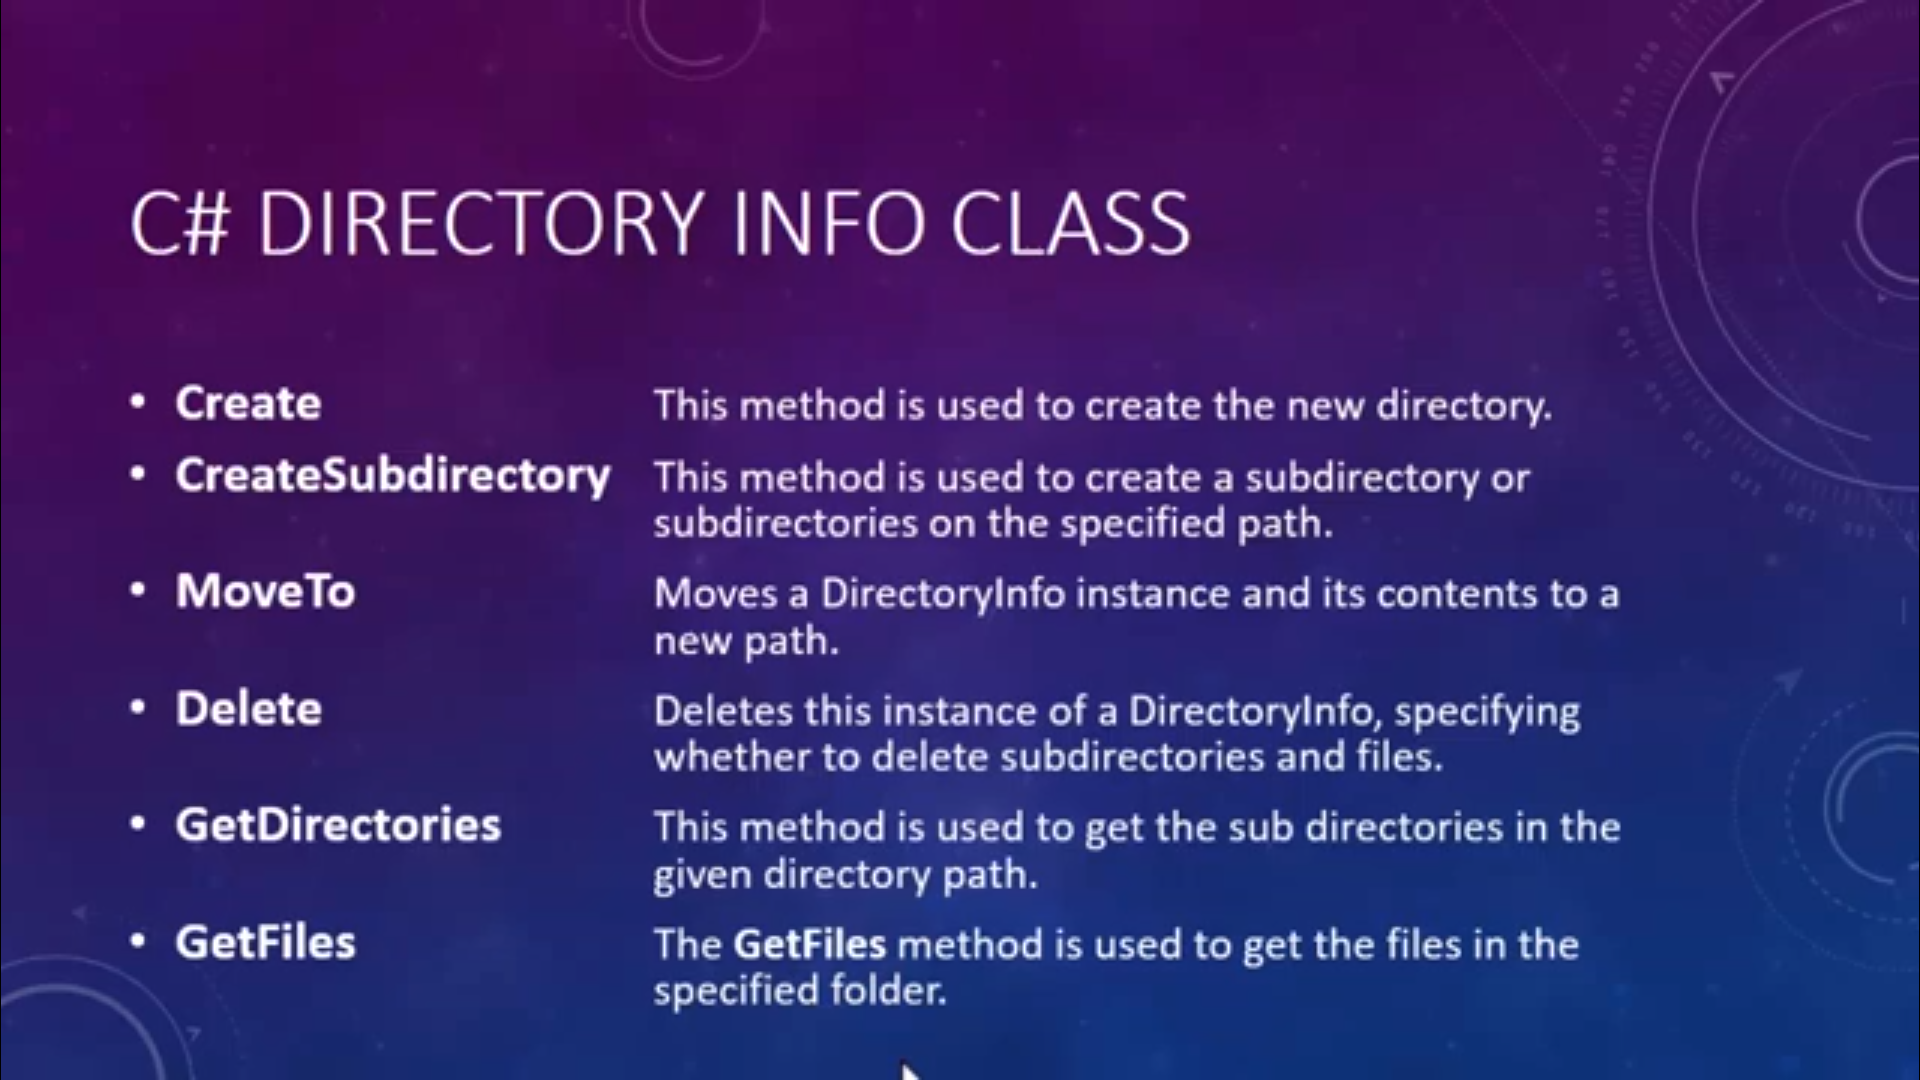 C# DIRECTORY INFO CLASS
• Create This method is used to create the new directory.
• CreateSubdirectory This method is used to create a subdirectory or
subdirectories on the specified path.
• MoveTo Moves a DirectoryInfo instance and its contents to a
new path.
• Delete Deletes this instance of a DirectoryInfo, specifying
whether to delete subdirectories and files.
• GetDirectories This method is used to get the sub directories in the
given directory path.
• GetFiles The GetFiles method is used to get the files in the
specified folder.